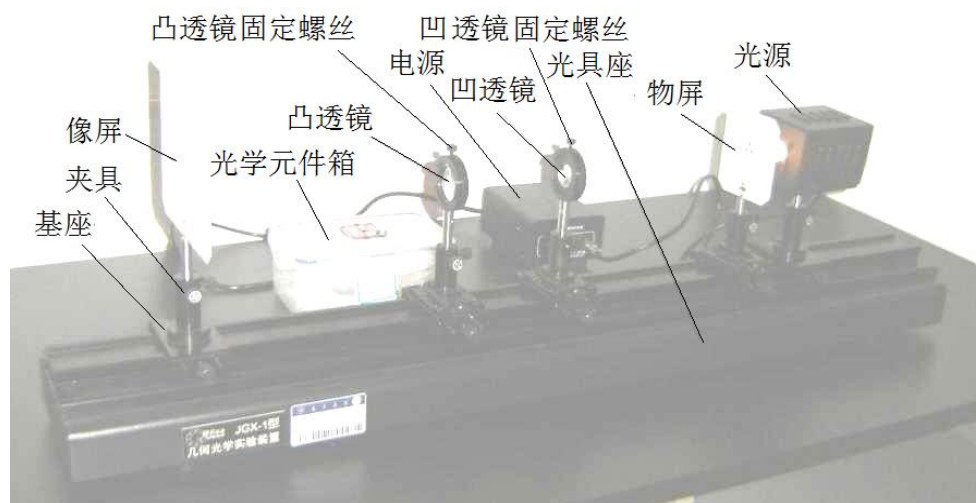 凸透镜固定螺丝
凹透镜固定螺丝
电源
光具座
光源
凹透镜
物屏
凸透镜
像屏
光学元件箱
夹具
基座
JGX-1型
几何光学实验装置